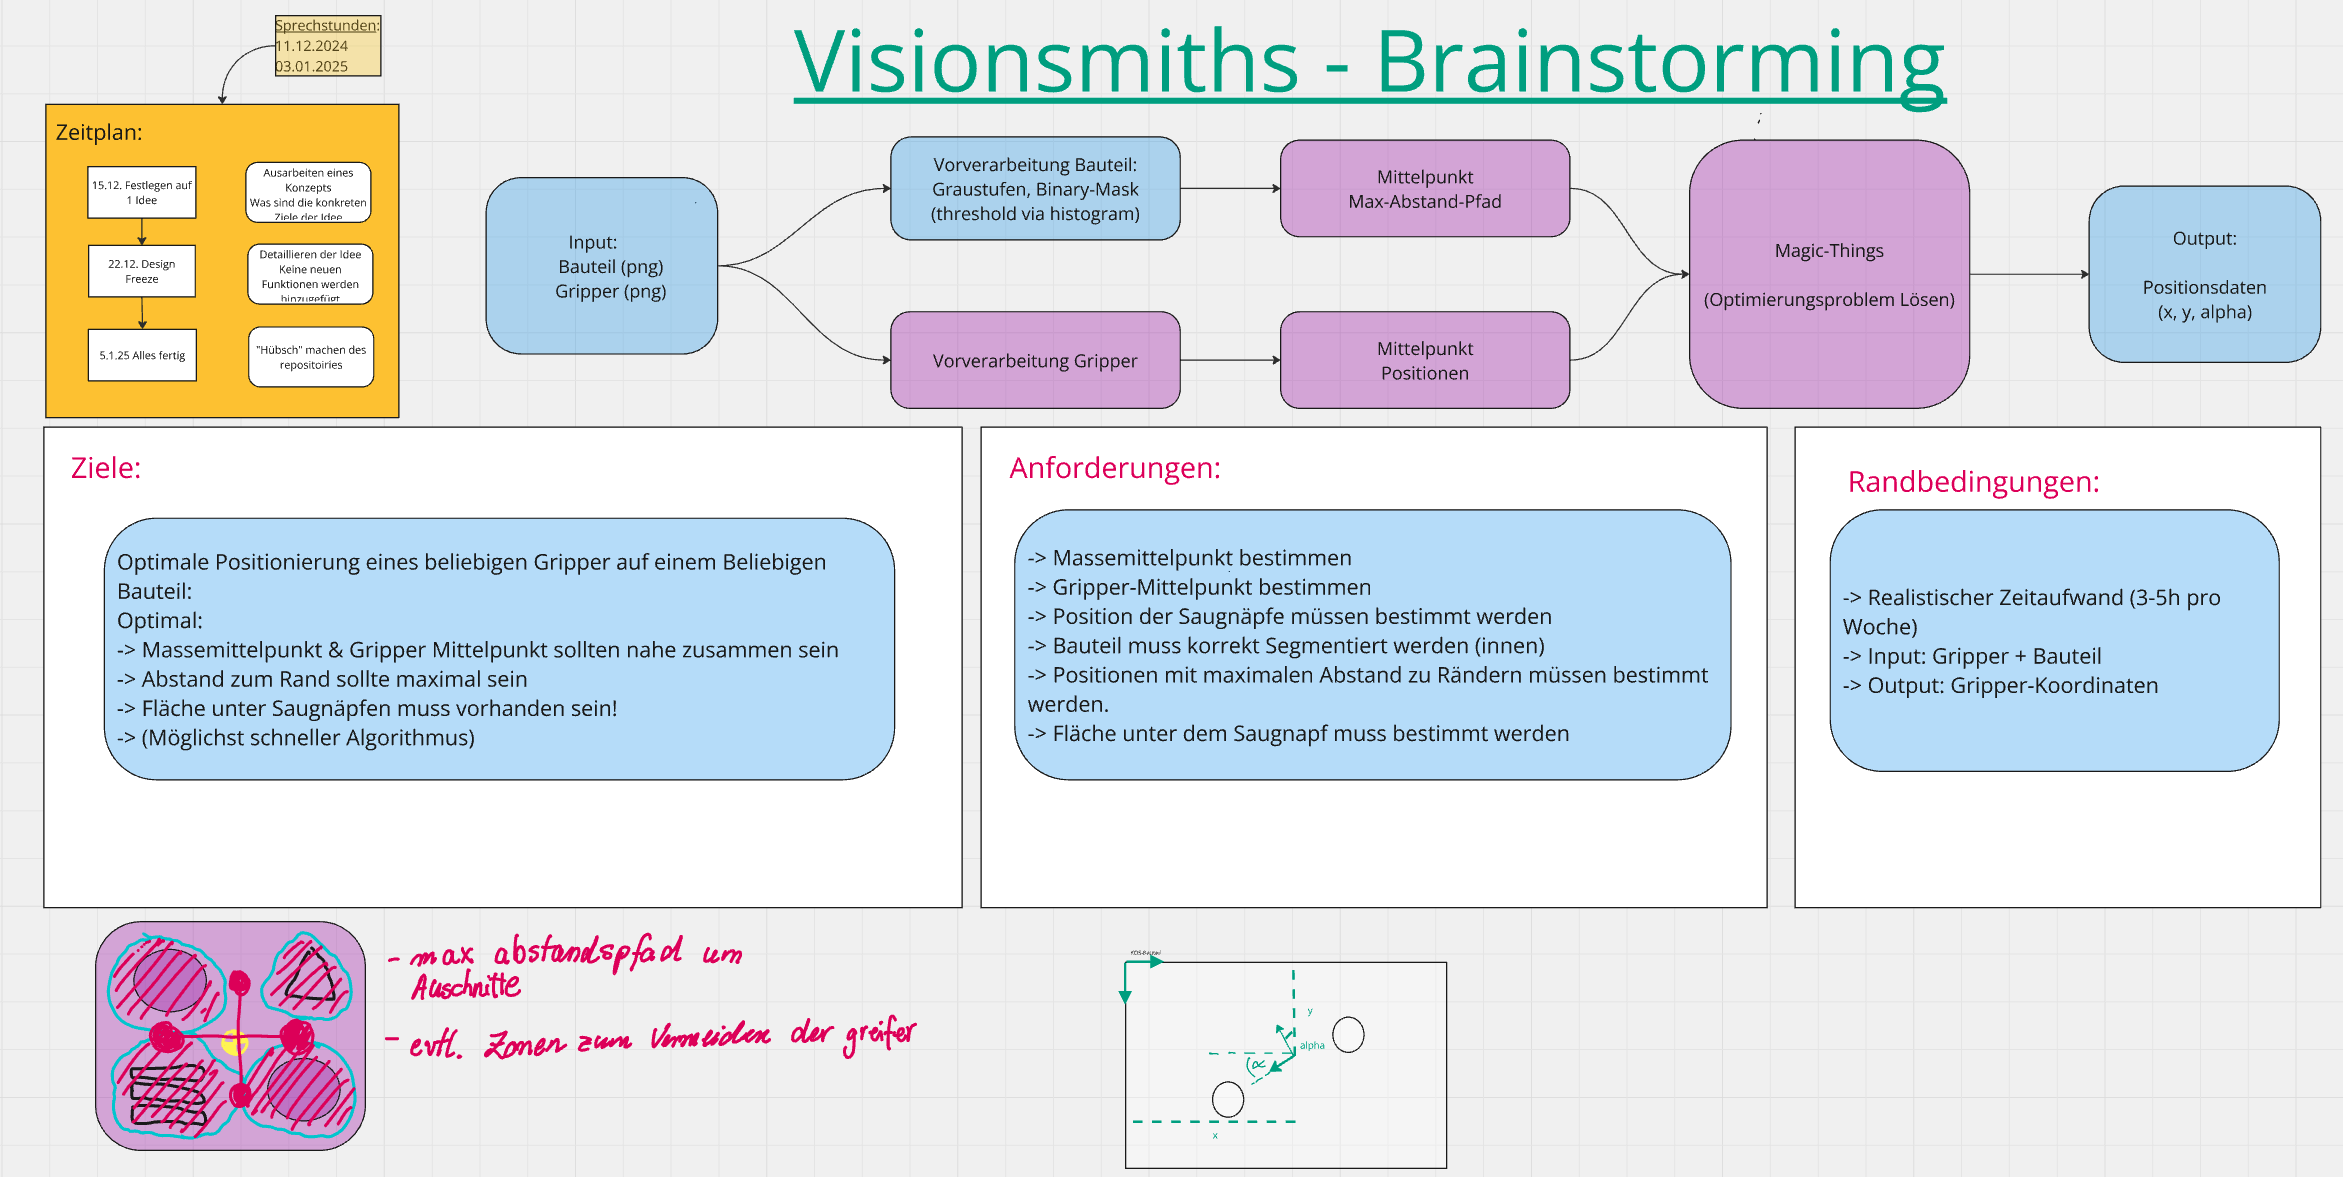 Sprechstunden:
11.12.2024
03.01.2025
Visionsmiths - Brainstorming
Zeitplan:
15.12. Festlegen auf
1 Idee
Ausarbeiten eines
Konzepts
Was sind die konkreten
Ziele der Idee
22.12. Design
Freeze
Detaillieren der Idee
Keine neuen
Funktionen werden
hinzugefügt
5.1.25 Alles fertig
"Hübsch" machen des
repositoiries
Input:
Bauteil (png)
Gripper (png)
Vorverarbeitung Bauteil:
Graustufen, Binary-Mask
(threshold via histogram)
Mittelpunkt
Max-Abstand-Pfad
Vorverarbeitung Gripper
Mittelpunkt
Positionen
Magic-Things
(Optimierungsproblem Lösen)
Output:
Positionsdaten
(x, y, alpha)
Ziele:
Optimale Positionierung eines beliebigen Gripper auf einem Beliebigen
Bauteil:
Optimal:
-> Massemittelpunkt & Gripper Mittelpunkt sollten nahe zusammen sein
-> Abstand zum Rand sollte maximal sein
-> Fläche unter Saugnäpfen muss vorhanden sein!
-> (Möglichst schneller Algorithmus)
Anforderungen:
-> Massemittelpunkt bestimmen
-> Gripper-Mittelpunkt bestimmen
-> Position der Saugnäpfe müssen bestimmt werden
-> Bauteil muss korrekt Segmentiert werden (innen)
-> Positionen mit maximalen Abstand zu Rändern müssen bestimmt
werden.
-> Fläche unter dem Saugnapf muss bestimmt werden
Randbedingungen:
-> Realistischer Zeitaufwand (3-5h pro
Woche)
-> Input: Gripper + Bauteil
-> Output: Gripper-Koordinaten
- max abstandspfad um
Auschnitte
- evtl. Zonen zum Vermeiden der greifer
y
alpha
α
x